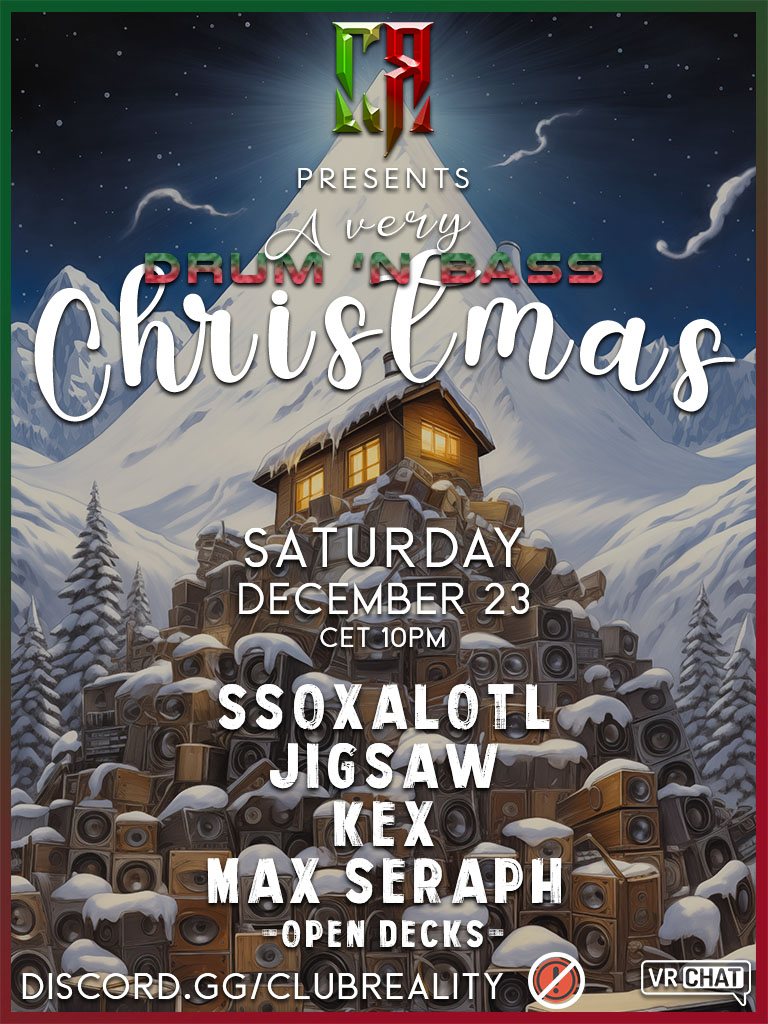 CR
PRESENTS
A very
DRUM 'N BASS
Christmas
SATURDAY
DECEMBER 23
CET 10PM
SSOXALOTL
JIGSAW
KEX
MAX SERAPH
-OPEN DECKS-
DISCORD.GG/CLUBREALITY
VRCHAT